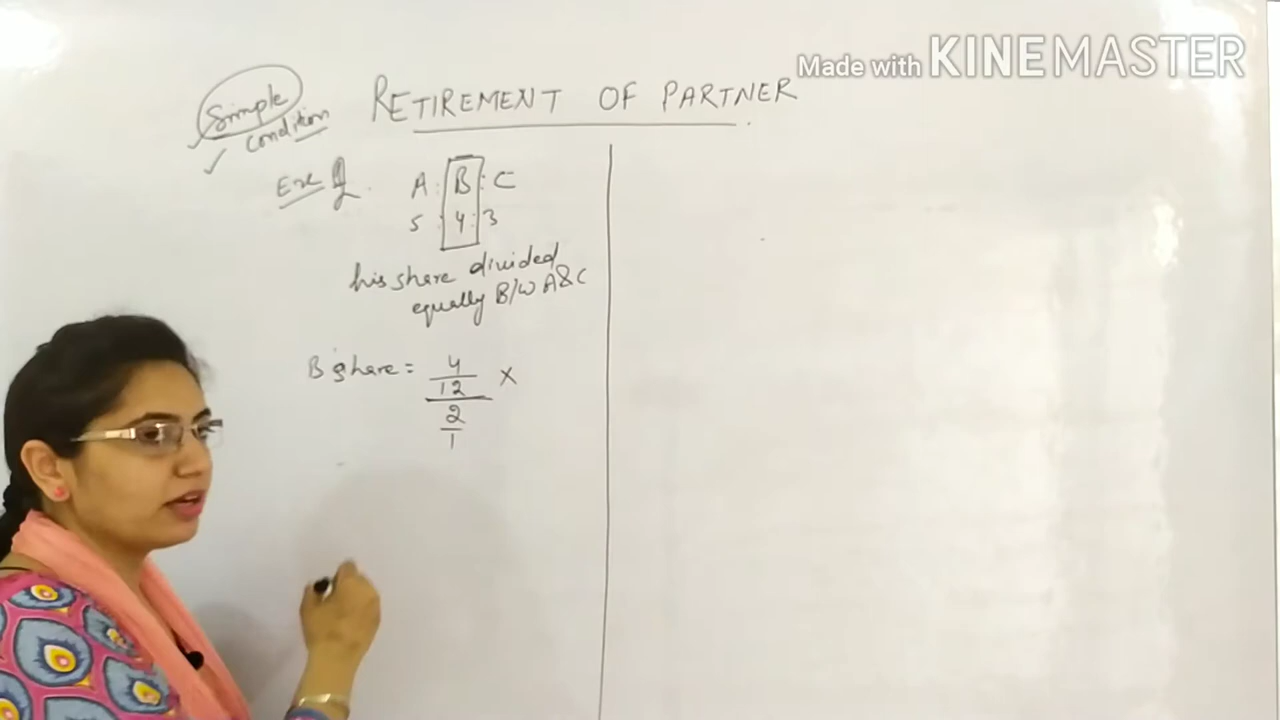 Made with KINEMASTER
Simple
condition
RETIREMENT OF PARTNER
A : B : C
5 : 4 : 3
his share divided
equally B/W A&C
B's share = 4/12 ×
2/1